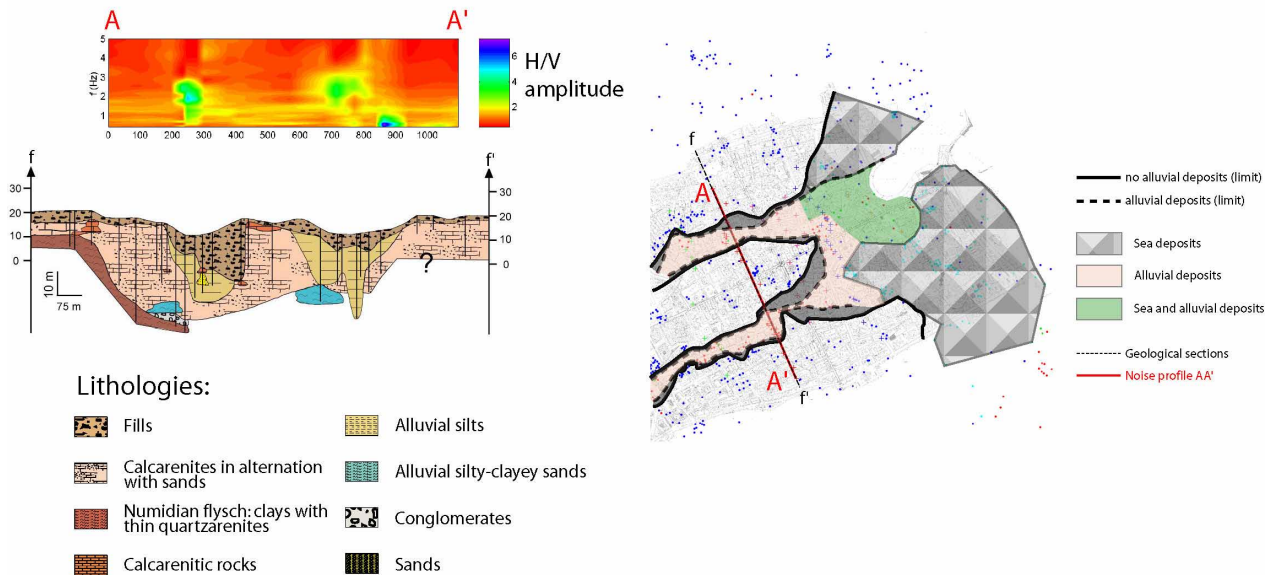 A A'
5
4
3
2
1
f (Hz)
0 100 200 300 400 500 600 700 800 900 1000
6
4
2
H/V
amplitude
f f'
30
20
10
0
30
20
10
0
10 m
75 m
?
Lithologies:
Fills
Calcarenites in alternation
with sands
Numidian flysch: clays with
thin quartzarenites
Calcarenitic rocks
Alluvial silts
Alluvial silty-clayey sands
Conglomerates
Sands
f
A
A'
f'
no alluvial deposits (limit)
alluvial deposits (limit)
Sea deposits
Alluvial deposits
Sea and alluvial deposits
Geological sections
Noise profile AA'